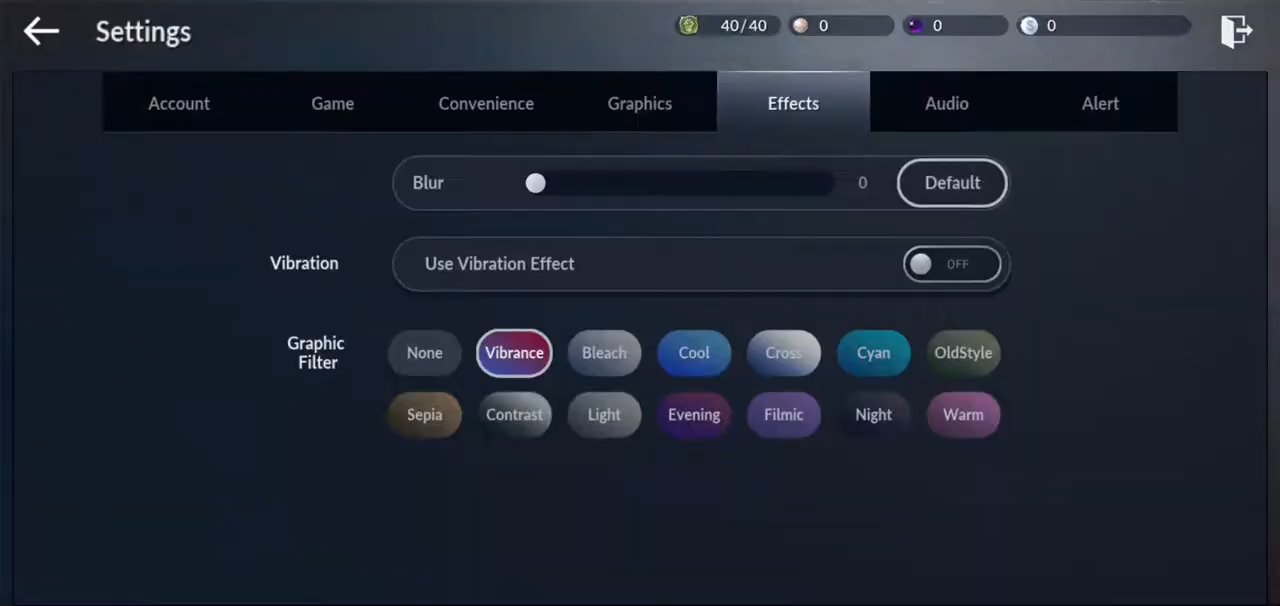 Settings
40/40
0
0
0
Account
Game
Convenience
Graphics
Effects
Audio
Alert
Blur
0
Default
Vibration
Use Vibration Effect
OFF
Graphic
Filter
None
Vibrance
Bleach
Cool
Cross
Cyan
OldStyle
Sepia
Contrast
Light
Evening
Filmic
Night
Warm